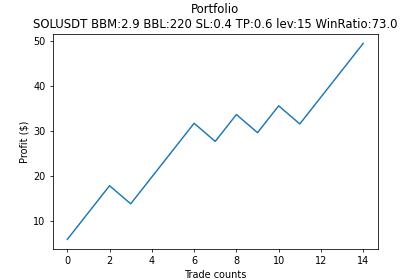 Portfolio
SOLUSDT BBM:2.9 BBL:220 SL:0.4 TP:0.6 lev:15 WinRatio:73.0
50
40
30
20
10
Profit ($)
0 2 4 6 8 10 12 14
Trade counts